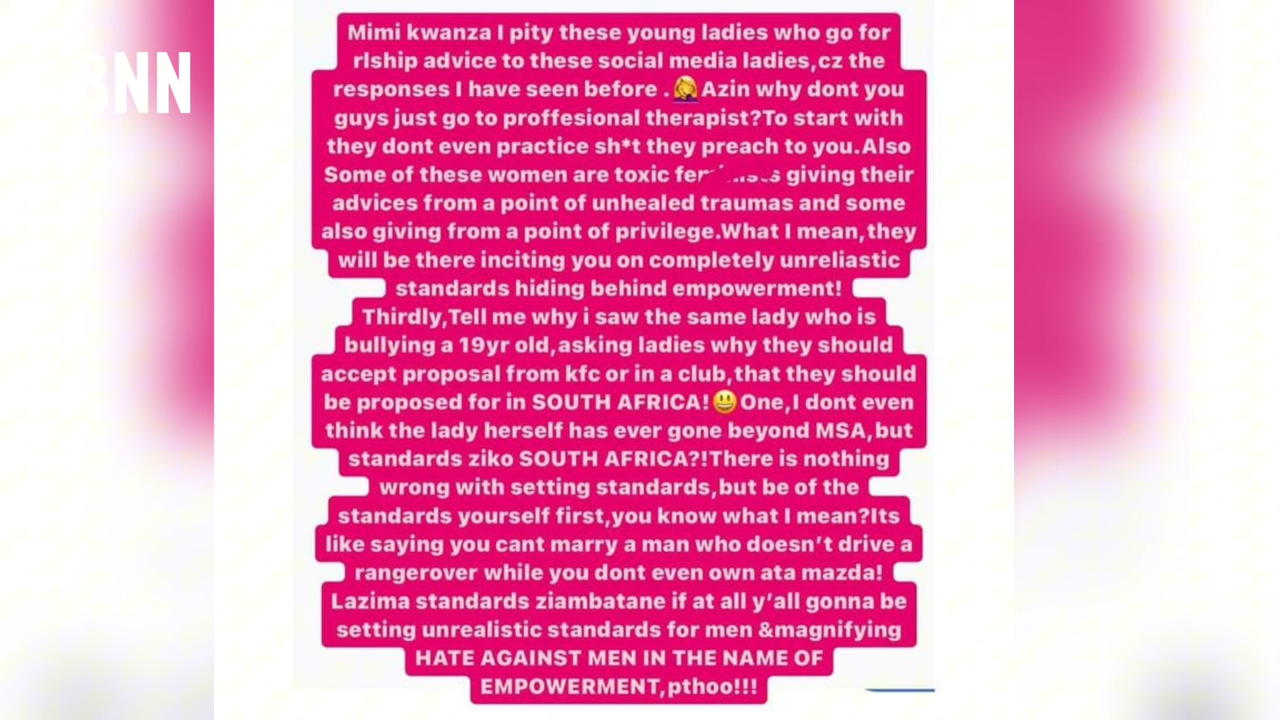 BNN
Mimi kwanza I pity these young ladies who go for
rlship advice to these social media ladies,cz the
responses I have seen before .🤦‍♀️Azin why dont you
guys just go to proffesional therapist?To start with
they dont even practice sh*t they preach to you.Also
Some of these women are toxic giving their
advices from a point of unhealed traumas and some
also giving from a point of privilege.What I mean,they
will be there inciting you on completely unreliastic
standards hiding behind empowerment!
Thirdly,Tell me why i saw the same lady who is
bullying a 19yr old,asking ladies why they should
accept proposal from kfc or in a club,that they should
be proposed for in SOUTH AFRICA!😃One,I dont even
think the lady herself has ever gone beyond MSA,but
standards ziko SOUTH AFRICA?!There is nothing
wrong with setting standards,but be of the
standards yourself first,you know what I mean?Its
like saying you cant marry a man who doesn’t drive a
rangerover while you dont even own ata mazda!
Lazima standards ziambatane if at all y’all gonna be
setting unrealistic standards for men &magnifying
HATE AGAINST MEN IN THE NAME OF
EMPOWERMENT,pthoo!!!